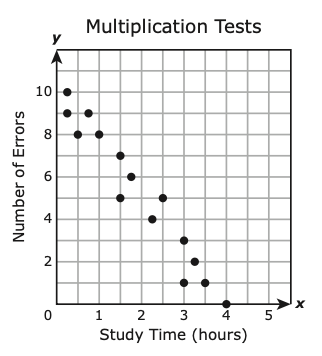 Multiplication Tests
y
10
8
6
4
2
Number of Errors
0 1 2 3 4 5 x
Study Time (hours)